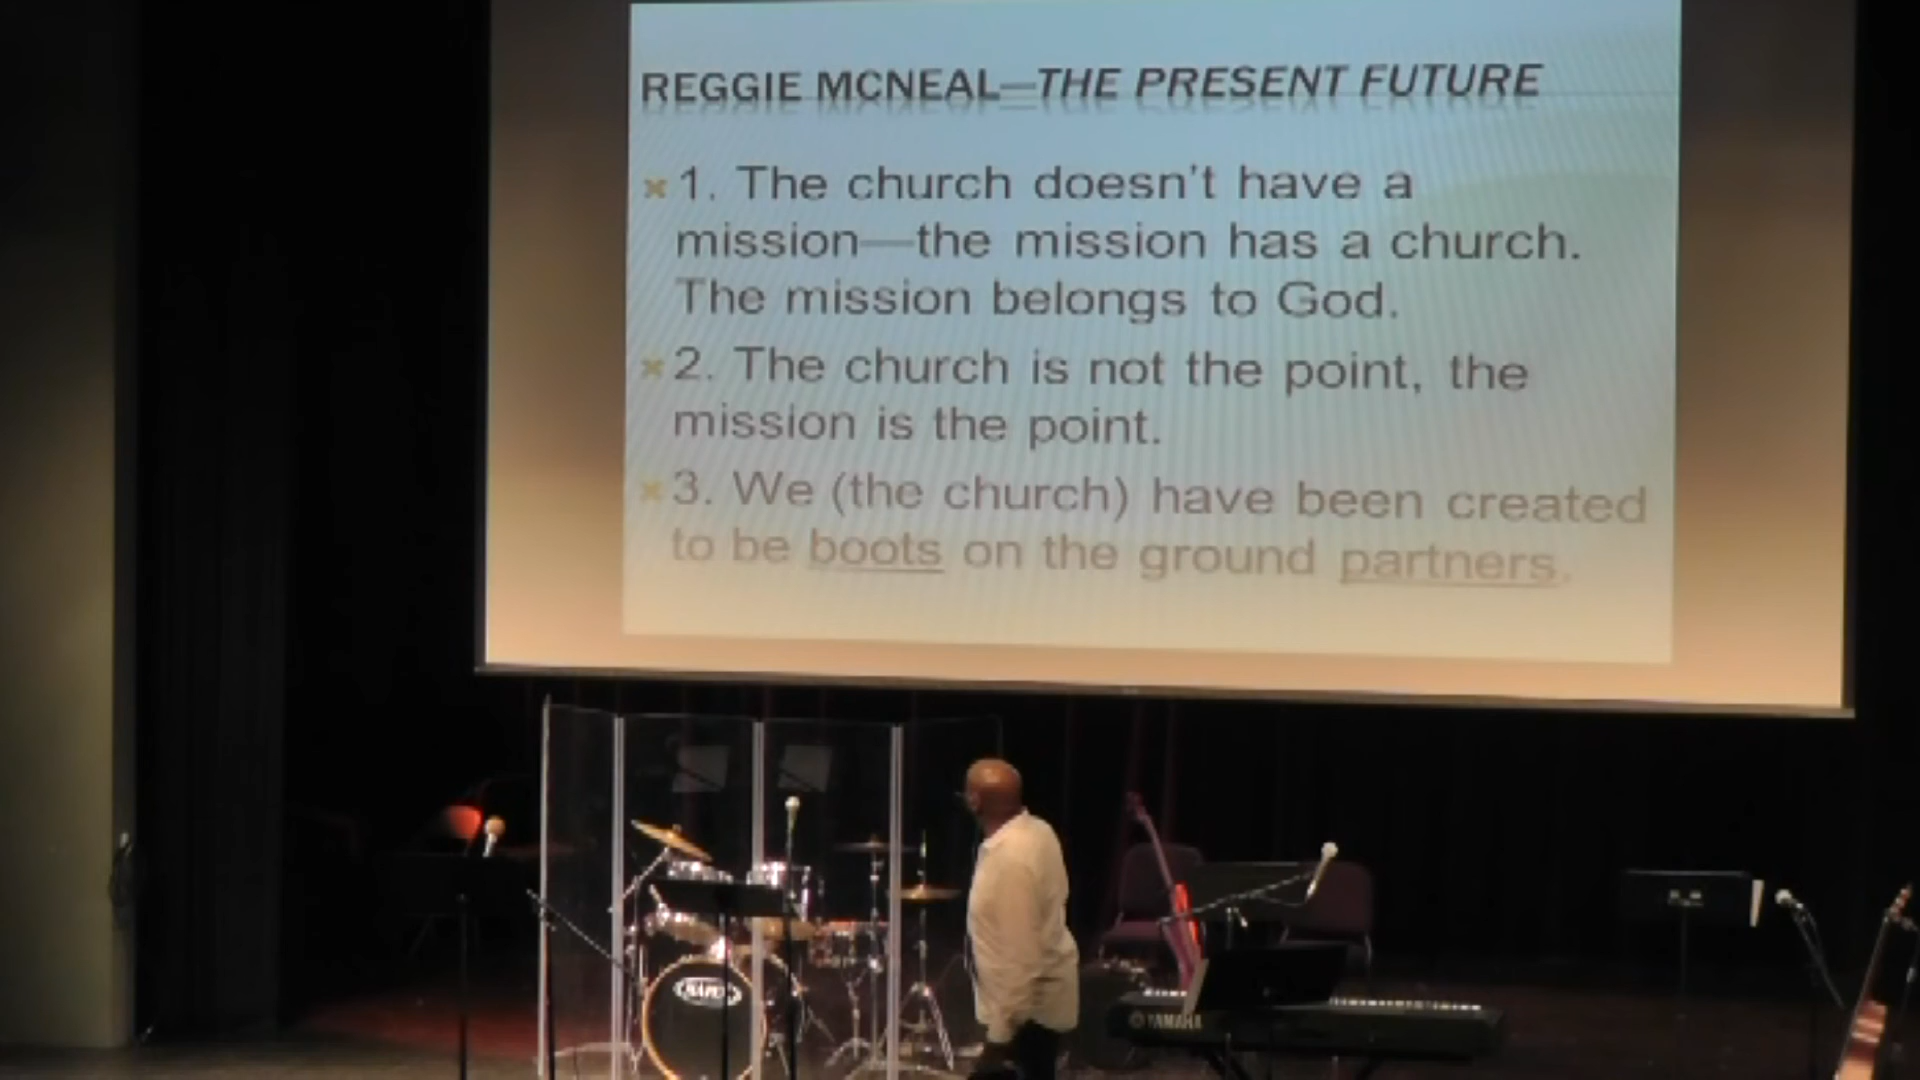 REGGIE MCNEAL—THE PRESENT FUTURE
1. The church doesn't have a
mission—the mission has a church.
The mission belongs to God.
2. The church is not the point, the
mission is the point.
3. We (the church) have been created
to be boots on the ground partners.
MAPEX
YAMAHA